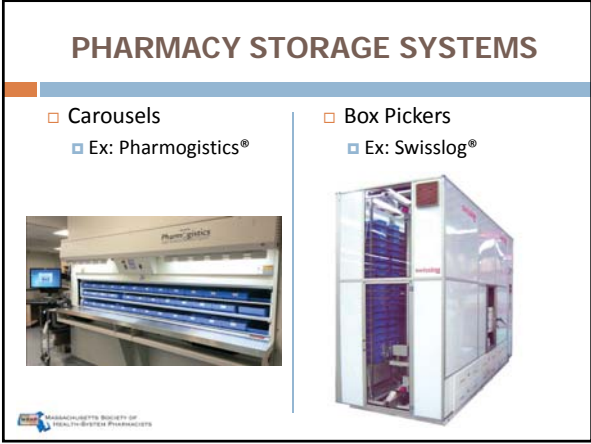 PHARMACY STORAGE SYSTEMS
Carousels
Ex: Pharmogistics®
Box Pickers
Ex: Swisslog®
Pharmogistics
swisslog
MASSACHUSETTS SOCIETY OF
HEALTH-SYSTEM PHARMACISTS